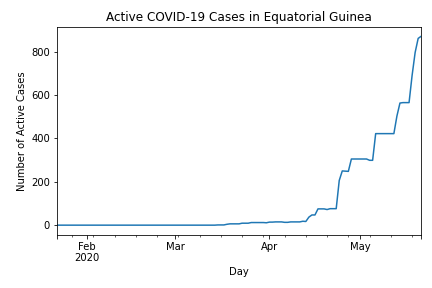 Active COVID-19 Cases in Equatorial Guinea
Number of Active Cases
800
600
400
200
0
Feb
2020
Mar
Apr
May
Day